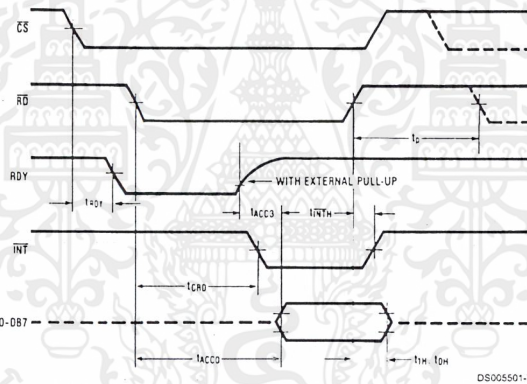 CS
RD
tp
RDY
WITH EXTERNAL PULL-UP
tRDY
tACC3
tINTH
INT
tCRD
0-DB7
tACC0
t1H, t0H
DS005501-